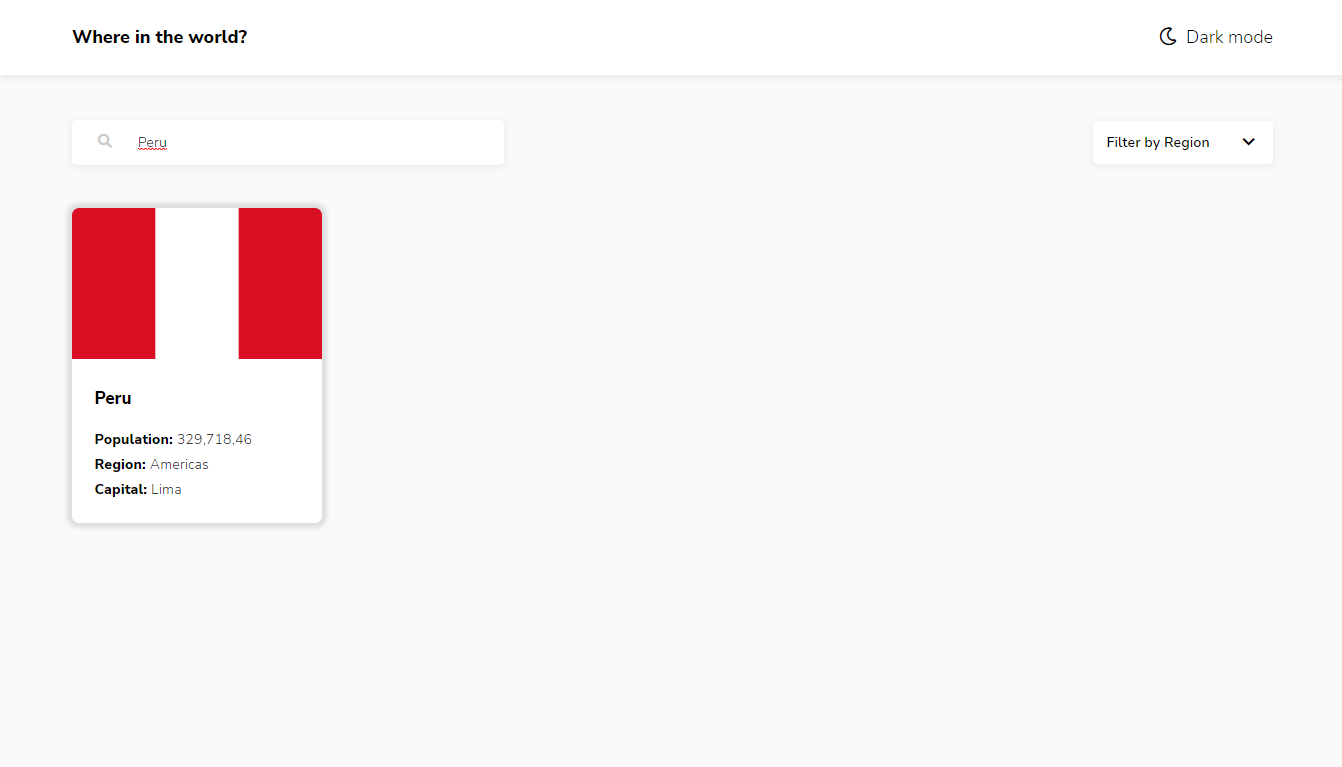 Where in the world?
Dark mode
Peru
Filter by Region
Peru
Population: 329,718,46
Region: Americas
Capital: Lima